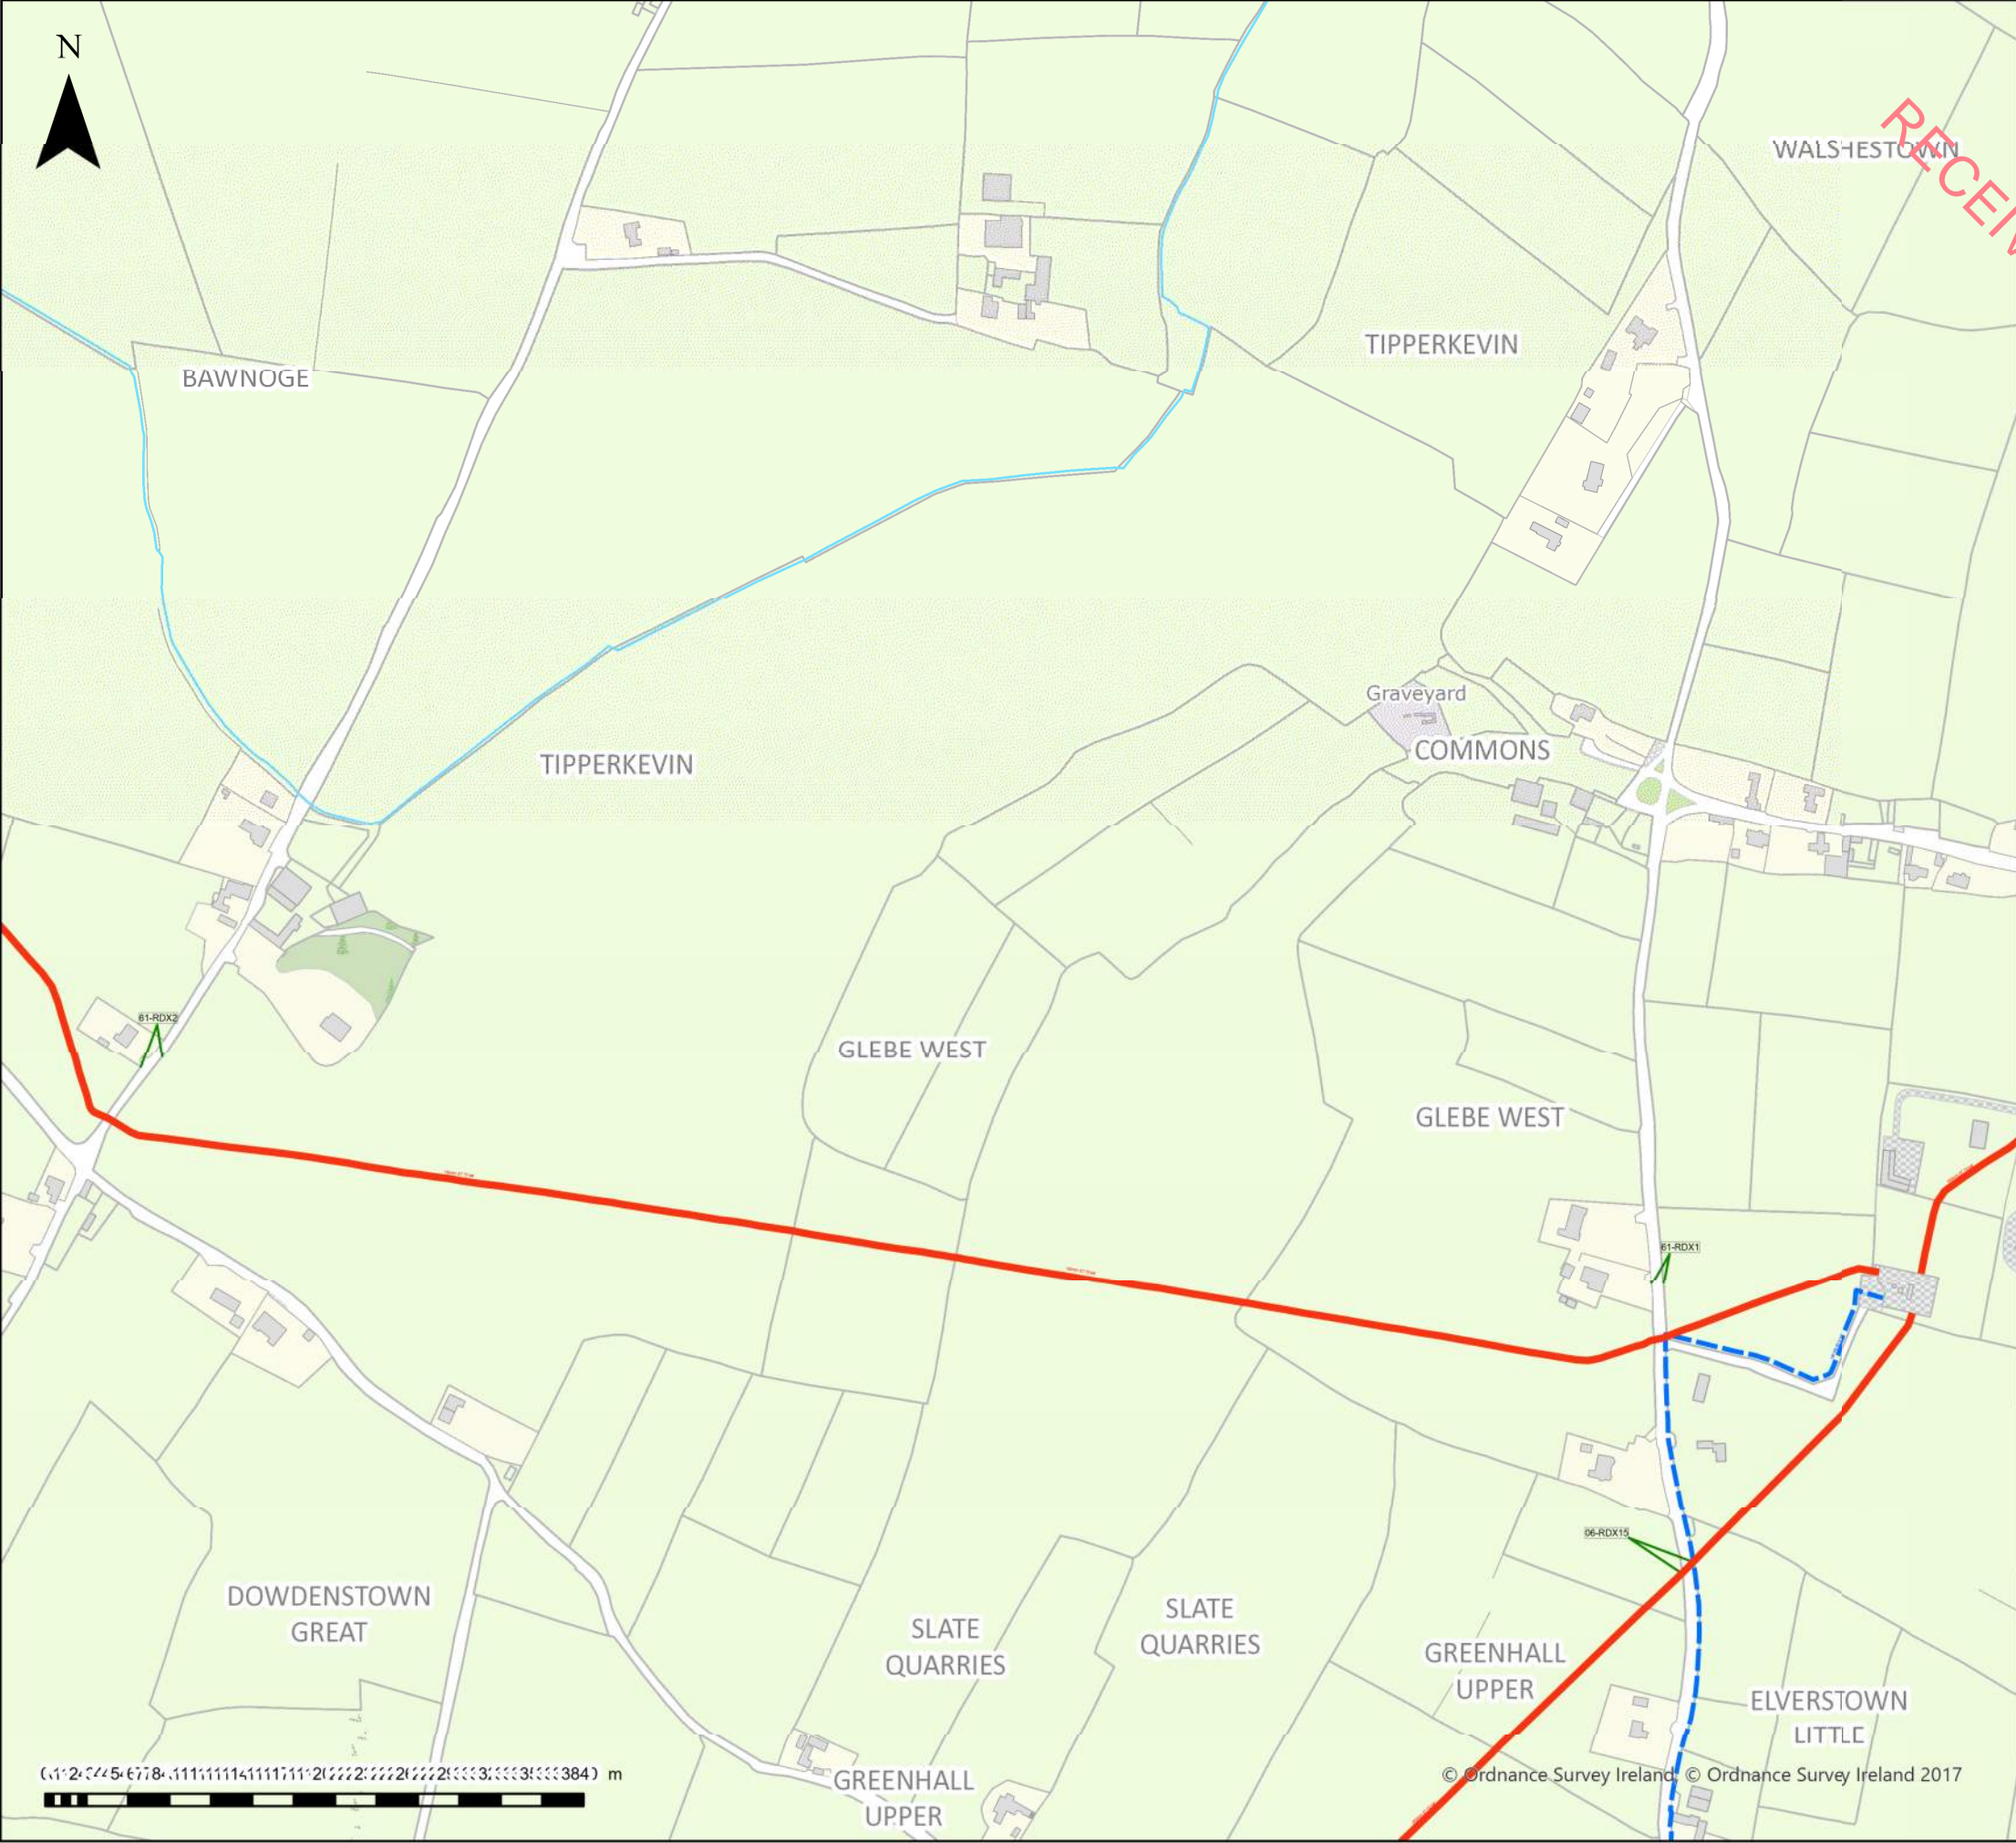 N
WALSHESTOWN
TIPPERKEVIN
BAWNOGE
Graveyard
COMMONS
TIPPERKEVIN
61-RDX2
GLEBE WEST
GLEBE WEST
61-RDX1
06-RDX15
DOWDENSTOWN
GREAT
SLATE
QUARRIES
SLATE
QUARRIES
GREENHALL
UPPER
ELVERSTOWN
LITTLE
m
© Ordnance Survey Ireland, © Ordnance Survey Ireland 2017
GREENHALL
UPPER